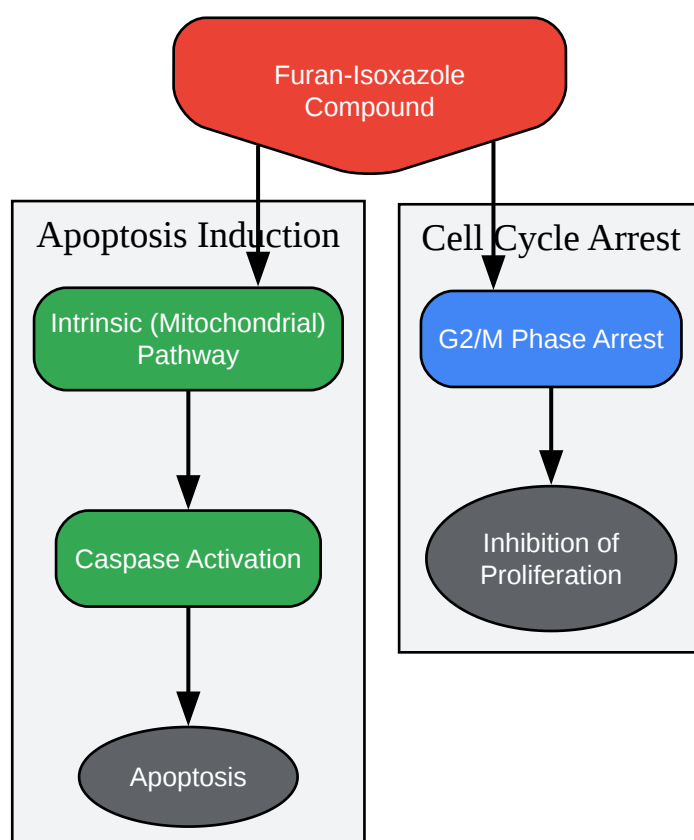 Furan-Isoxazole
Compound
Apoptosis Induction
Intrinsic (Mitochondrial)
Pathway
Caspase Activation
Apoptosis
Cell Cycle Arrest
G2/M Phase Arrest
Inhibition of
Proliferation